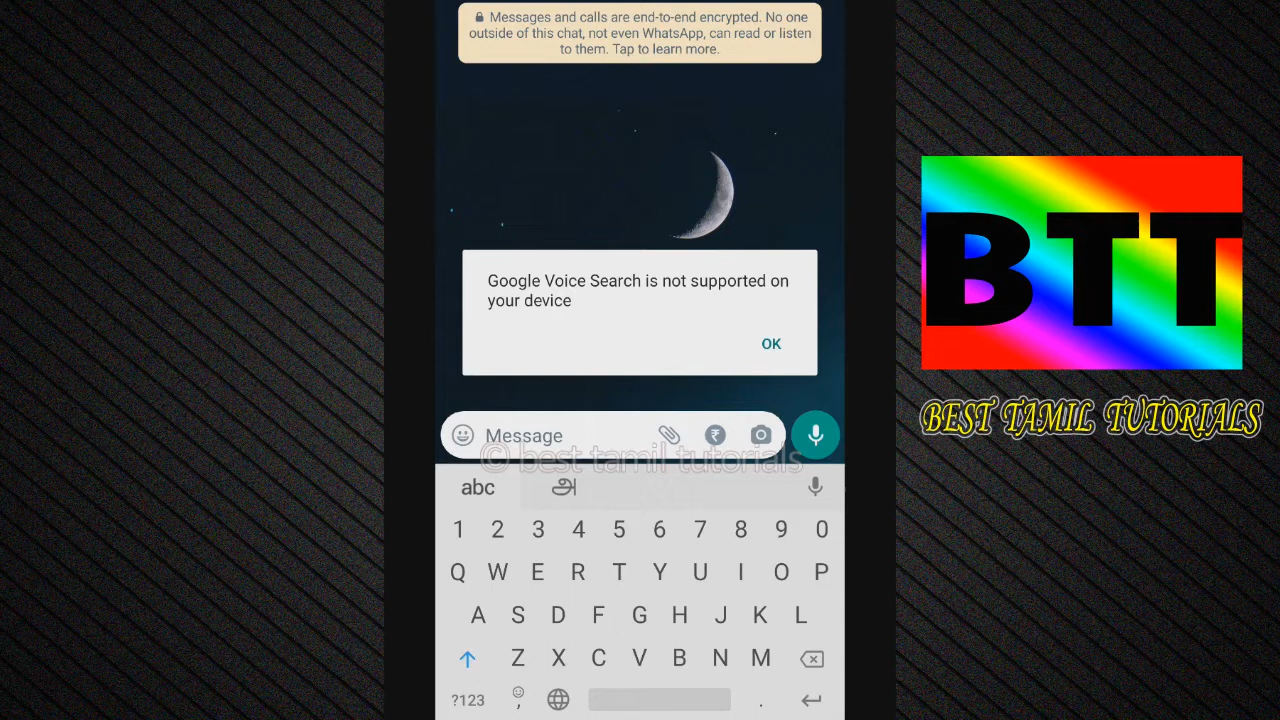 Messages and calls are end-to-end encrypted. No one
outside of this chat, not even WhatsApp, can read or listen
to them. Tap to learn more.
Google Voice Search is not supported on
your device
OK
Message
₹
© best tamil tutorials
abc அ
1 2 3 4 5 6 7 8 9 0
Q W E R T Y U I O P
A S D F G H J K L
Z X C V B N M
?123 , .
BTT
BEST TAMIL TUTORIALS